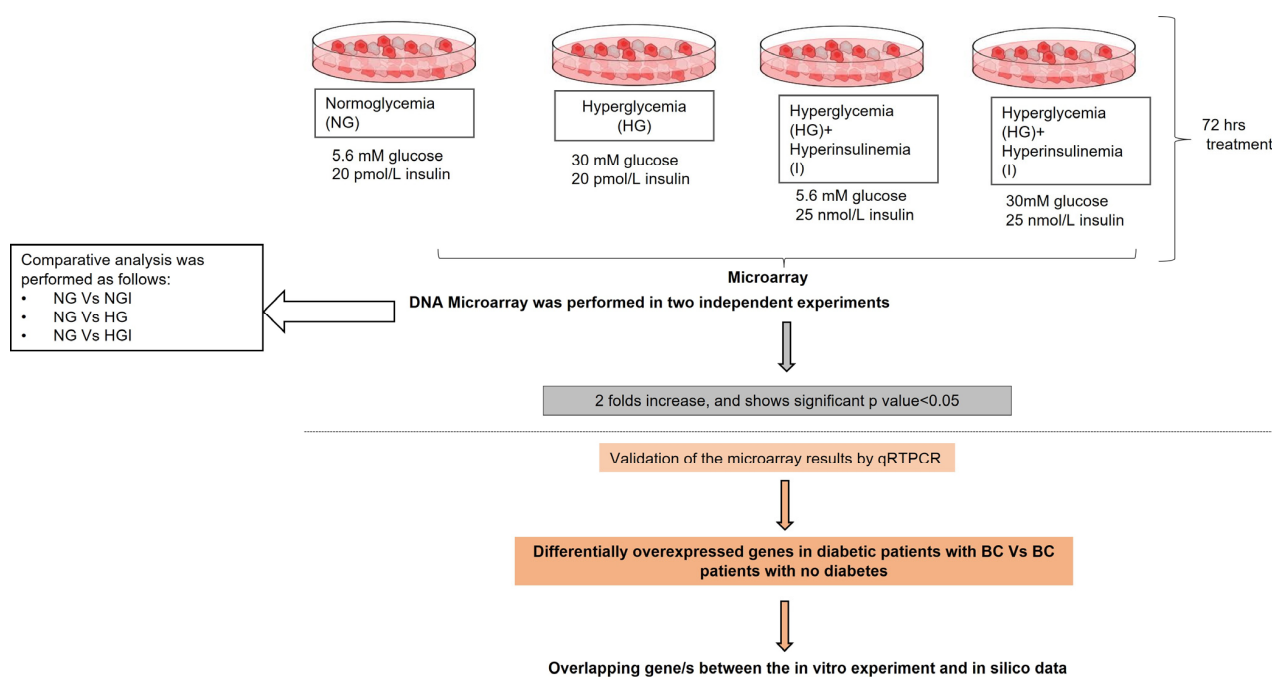 Normoglycemia
(NG)
5.6 mM glucose
20 pmol/L insulin
Hyperglycemia
(HG)
30 mM glucose
20 pmol/L insulin
Hyperglycemia
(HG)+
Hyperinsulinemia
(I)
5.6 mM glucose
25 nmol/L insulin
Hyperglycemia
(HG)+
Hyperinsulinemia
(I)
30mM glucose
25 nmol/L insulin
72 hrs
treatment
Microarray
DNA Microarray was performed in two independent experiments
Comparative analysis was
performed as follows:
• NG Vs NGI
• NG Vs HG
• NG Vs HGI
2 folds increase, and shows significant p value<0.05
Validation of the microarray results by qRTPCR
Differentially overexpressed genes in diabetic patients with BC Vs BC
patients with no diabetes
Overlapping gene/s between the in vitro experiment and in silico data